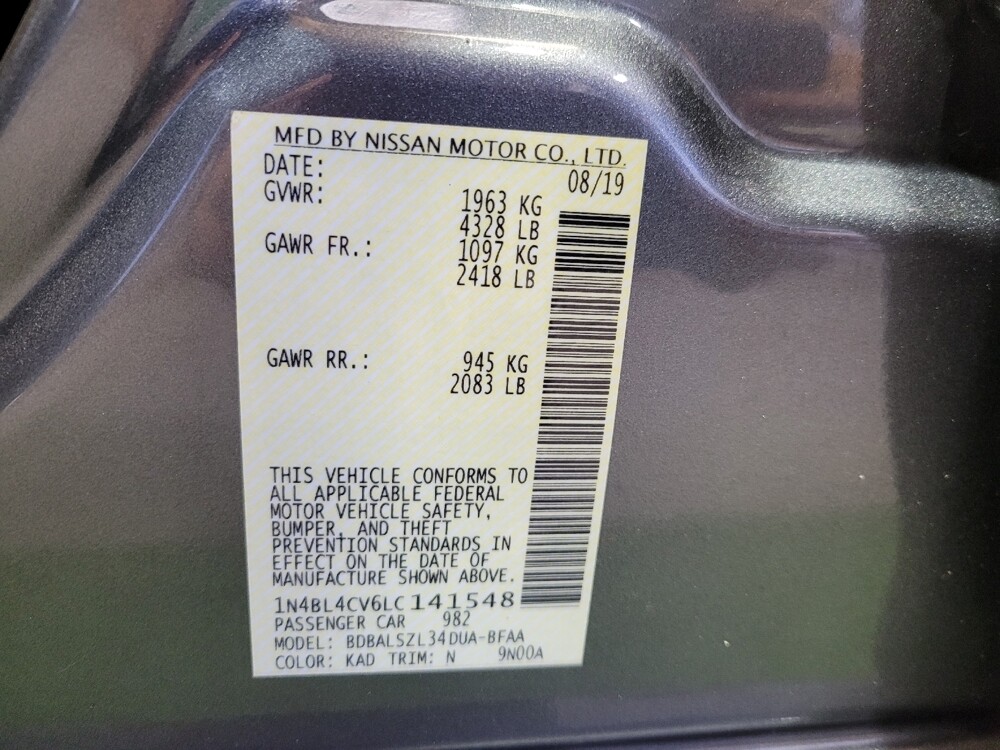 MFD BY NISSAN MOTOR CO., LTD.
DATE: 08/19
GVWR: 1963 KG
4328 LB
GAWR FR.: 1097 KG
2418 LB
GAWR RR.: 945 KG
2083 LB
THIS VEHICLE CONFORMS TO
ALL APPLICABLE FEDERAL
MOTOR VEHICLE SAFETY,
BUMPER, AND THEFT
PREVENTION STANDARDS IN
EFFECT ON THE DATE OF
MANUFACTURE SHOWN ABOVE.
1N4BL4CV6LC141548
PASSENGER CAR 982
MODEL: BDBALSZL34DUA-BFAA
COLOR: KAD TRIM: N 9N00A